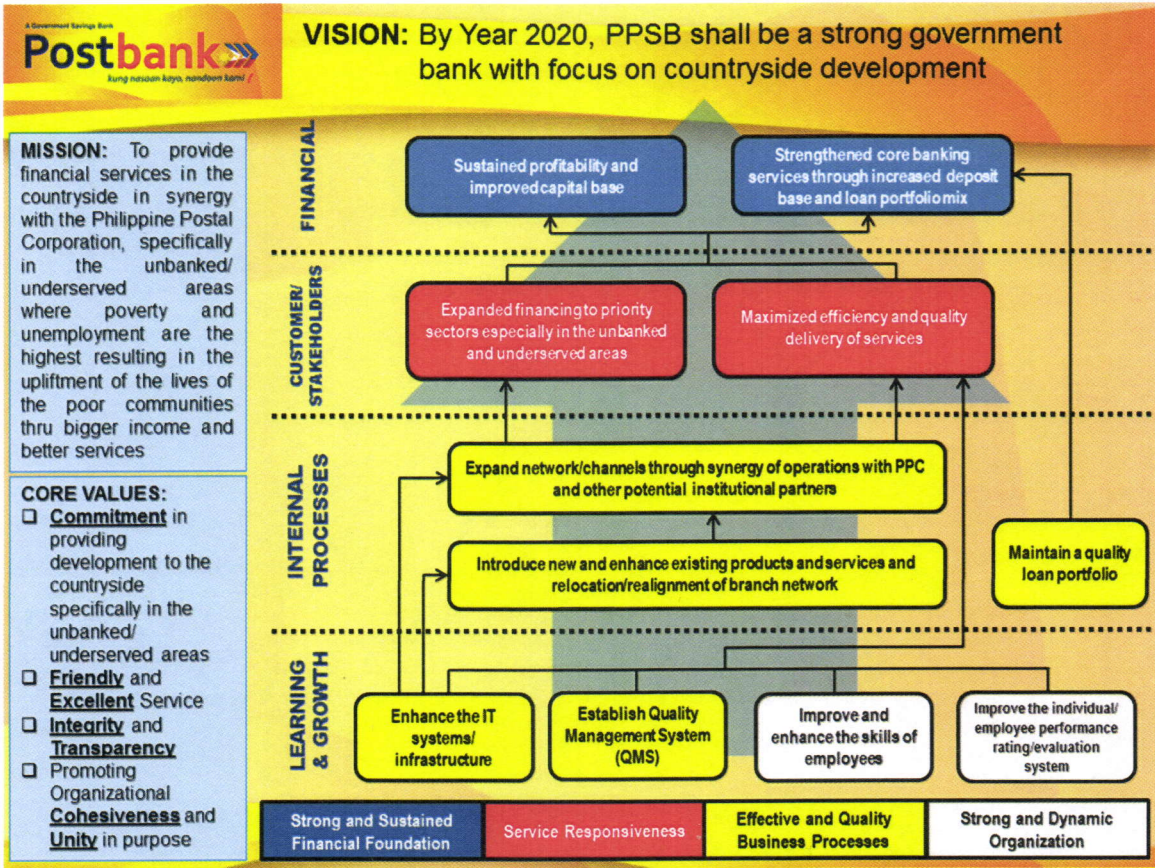 A Government Savings Bank
Postbank
kung nasaan kayo, nandoon kami!
VISION: By Year 2020, PPSB shall be a strong government
bank with focus on countryside development
MISSION: To provide
financial services in the
countryside in synergy
with the Philippine Postal
Corporation, specifically
in the unbanked/
underserved areas
where poverty and
unemployment are the
highest resulting in the
upliftment of the lives of
the poor communities
thru bigger income and
better services
CORE VALUES:
❑ Commitment in
providing
development to the
countryside
specifically in the
unbanked/
underserved areas
❑ Friendly and
Excellent Service
❑ Integrity and
Transparency
❑ Promoting
Organizational
Cohesiveness and
Unity in purpose
FINANCIAL
Sustained profitability and
improved capital base
Strengthened core banking
services through increased deposit
base and loan portfolio mix
CUSTOMER/
STAKEHOLDERS
Expanded financing to priority
sectors especially in the unbanked
and underserved areas
Maximized efficiency and quality
delivery of services
INTERNAL
PROCESSES
Expand network/channels through synergy of operations with PPC
and other potential institutional partners
Introduce new and enhance existing products and services and
relocation/realignment of branch network
Maintain a quality
loan portfolio
LEARNING
& GROWTH
Enhance the IT
systems/
infrastructure
Establish Quality
Management System
(QMS)
Improve and
enhance the skills of
employees
Improve the individual/
employee performance
rating/evaluation
system
Strong and Sustained
Financial Foundation
Service Responsiveness
Effective and Quality
Business Processes
Strong and Dynamic
Organization